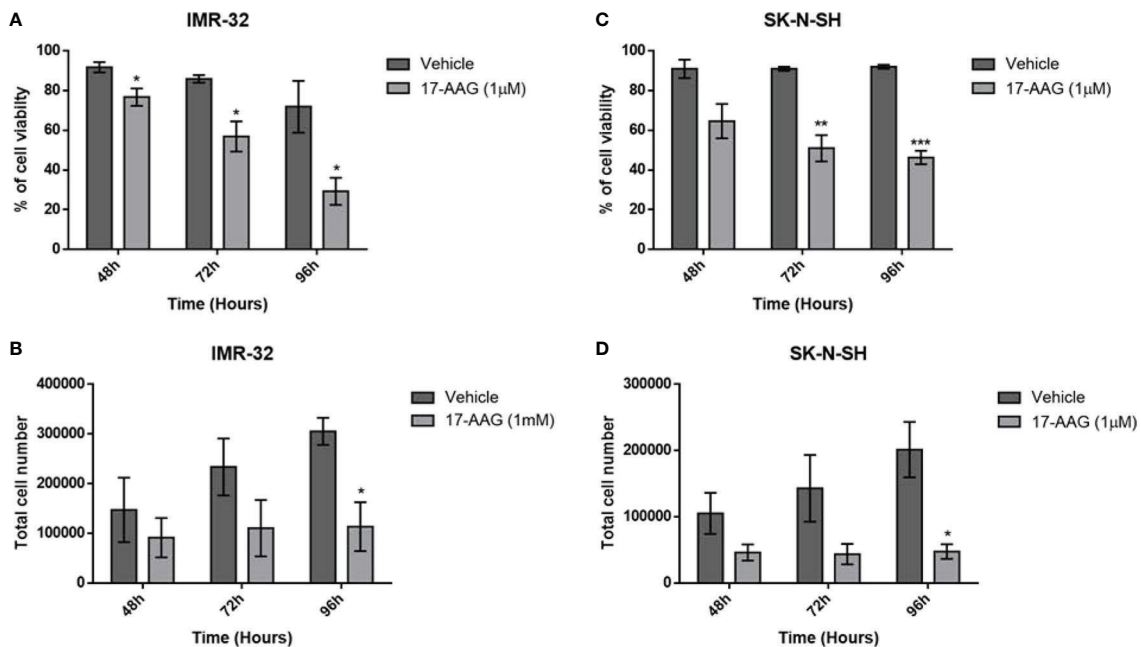 A
IMR-32
% of cell viability
100
80
60
40
20
0
*
*
*
48h
72h
96h
Time (Hours)
Vehicle
17-AAG (1μM)
C
SK-N-SH
% of cell viability
100
80
60
40
20
0
**
***
48h
72h
96h
Time (Hours)
Vehicle
17-AAG (1μM)
B
IMR-32
Total cell number
400000
300000
200000
100000
0
*
48h
72h
96h
Time (Hours)
Vehicle
17-AAG (1mM)
D
SK-N-SH
Total cell number
300000
200000
100000
0
*
48h
72h
96h
Time (Hours)
Vehicle
17-AAG (1μM)